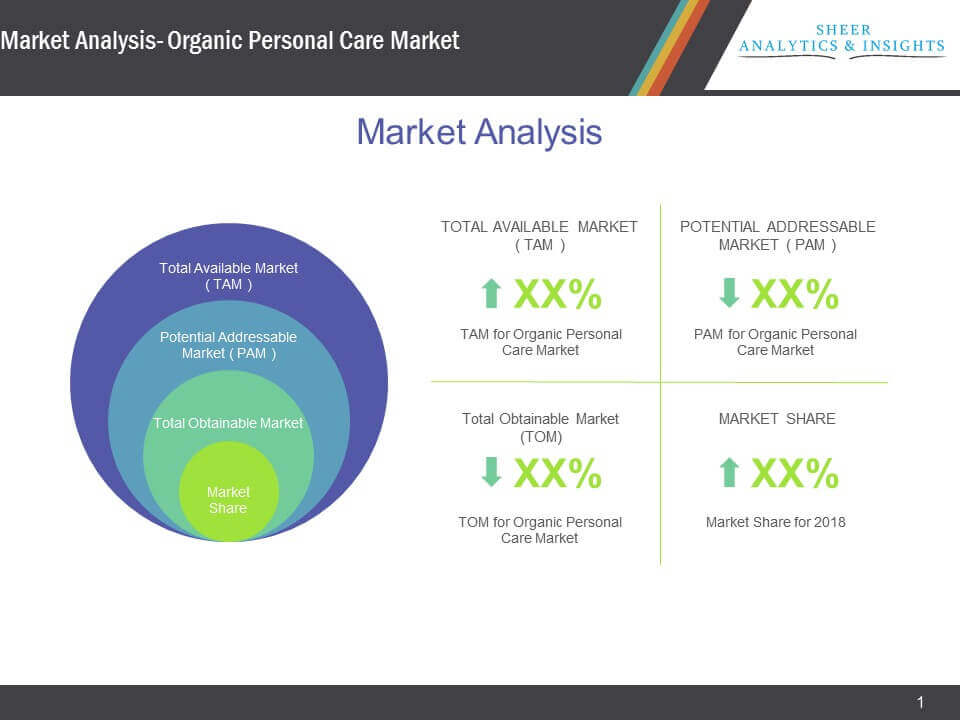 Market Analysis- Organic Personal Care Market
SHEER
ANALYTICS & INSIGHTS
Market Analysis
Total Available Market
( TAM )
Potential Addressable
Market ( PAM )
Total Obtainable Market
Market
Share
TOTAL AVAILABLE MARKET
( TAM )
XX%
TAM for Organic Personal
Care Market
POTENTIAL ADDRESSABLE
MARKET ( PAM )
XX%
PAM for Organic Personal
Care Market
Total Obtainable Market
(TOM)
XX%
TOM for Organic Personal
Care Market
MARKET SHARE
XX%
Market Share for 2018
1